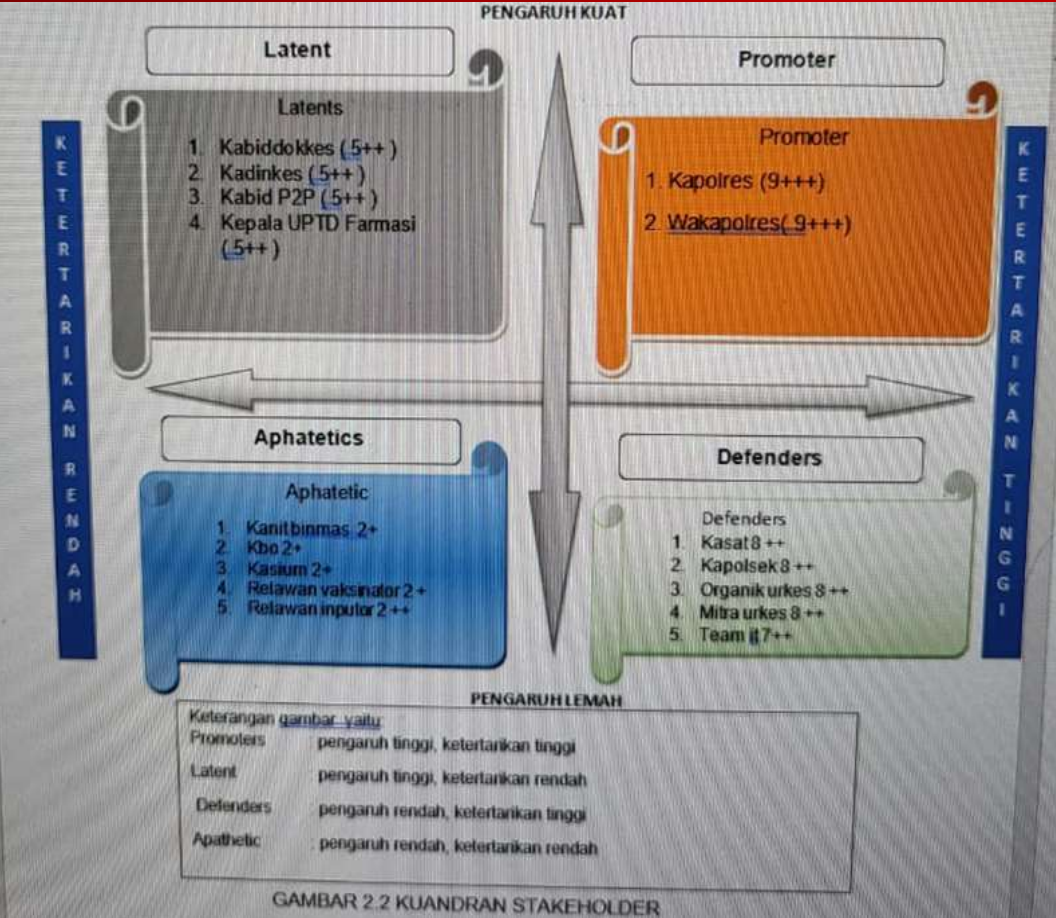 PENGARUH KUAT
Latent
Promoter
KETERTARIKAN RENDAH
Latents
1. Kabiddokkes ( 5++ )
2. Kadinkes ( 5++ )
3. Kabid P2P ( 5++ )
4. Kepala UPTD Farmasi
( 5++ )
Promoter
1. Kapolres (9+++)
2. Wakapolres( 9+++)
KETERTARIKAN TINGGI
Aphatetics
Defenders
Aphatetic
1. Kanitbinmas 2+
2. Kbo 2+
3. Kasium 2+
4. Relawan vaksinator 2 +
5. Relawan inputor 2 ++
Defenders
1. Kasat 8 ++
2. Kapolsek 8 ++
3. Organik urkes 8 ++
4. Mitra urkes 8 ++
5. Team it 7++
PENGARUH LEMAH
Keterangan gambar yaitu
Promoters : pengaruh tinggi, ketertarikan tinggi
Latent : pengaruh tinggi, ketertarikan rendah
Defenders : pengaruh rendah, ketertarikan tinggi
Apathetic : pengaruh rendah, ketertarikan rendah
GAMBAR 2.2 KUANDRAN STAKEHOLDER